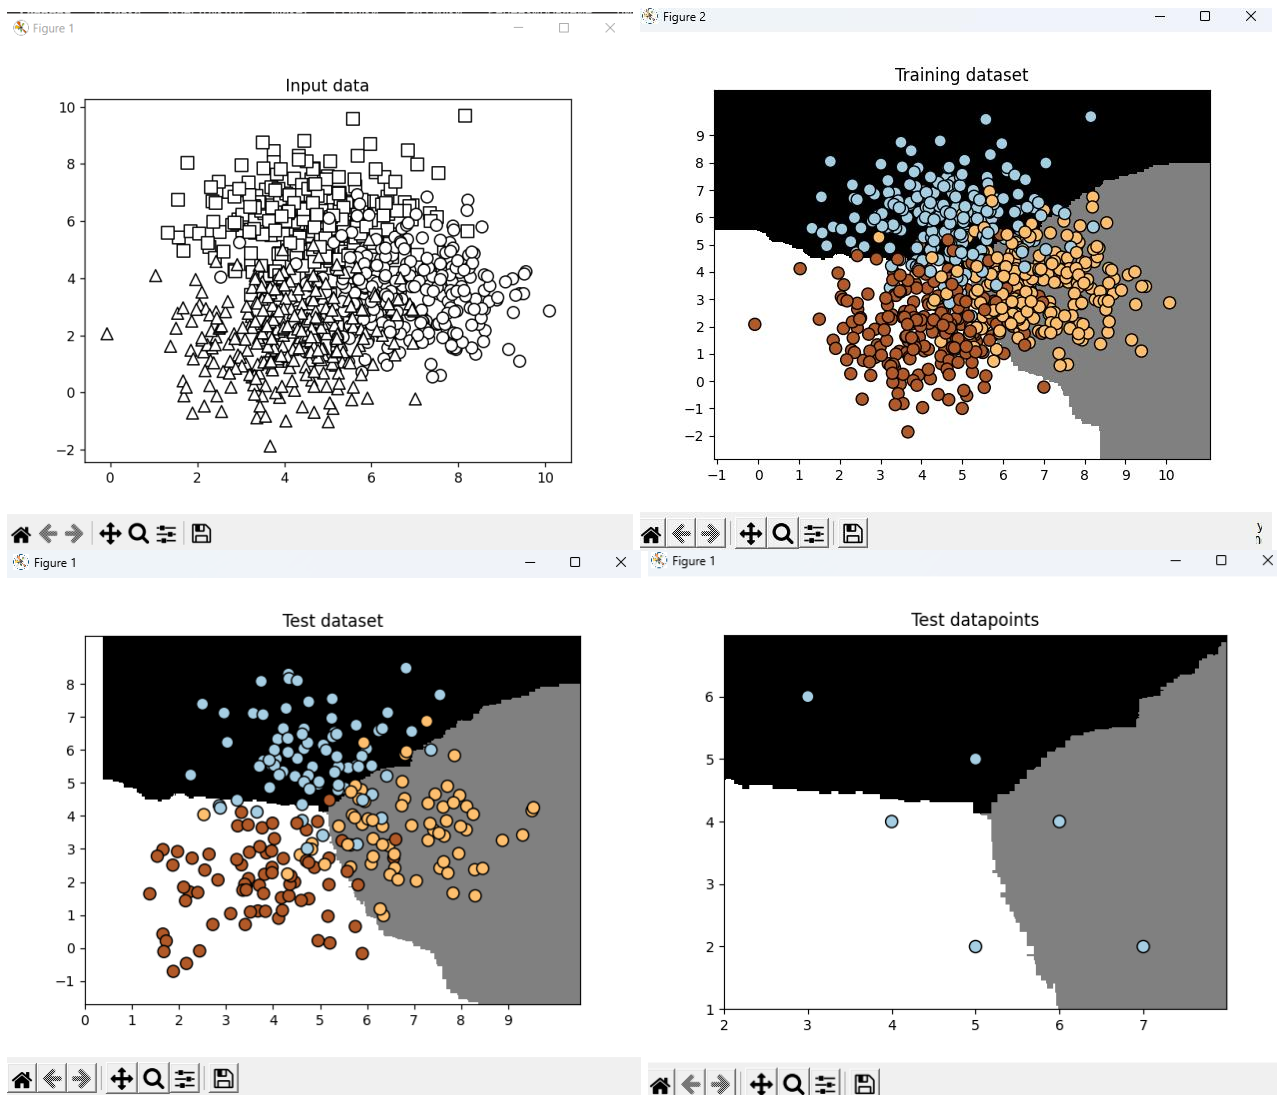 Figure 1
Input data
10
8
6
4
2
0
−2
0 2 4 6 8 10
Figure 2
Training dataset
9
8
7
6
5
4
3
2
1
0
−1
−2
−1 0 1 2 3 4 5 6 7 8 9 10
y
Figure 1
Test dataset
8
7
6
5
4
3
2
1
0
−1
0 1 2 3 4 5 6 7 8 9
Figure 1
Test datapoints
6
5
4
3
2
1
2 3 4 5 6 7